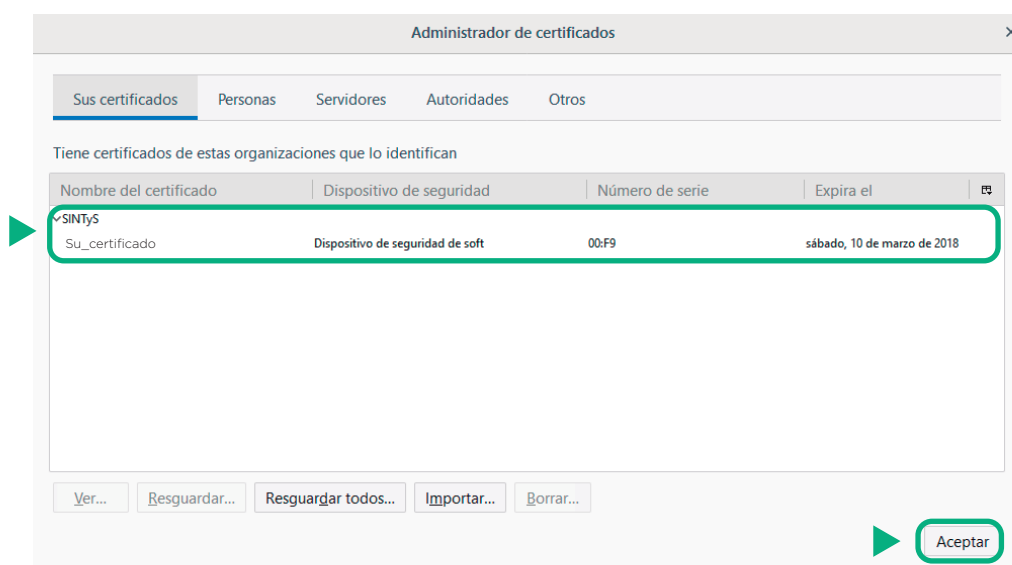 Administrador de certificados
Sus certificados Personas Servidores Autoridades Otros
Tiene certificados de estas organizaciones que lo identifican
Nombre del certificado Dispositivo de seguridad Número de serie Expira el
SINTyS
Su_certificado Dispositivo de seguridad de soft 00:F9 sábado, 10 de marzo de 2018
Ver... Resguardar... Resguardar todos... Importar... Borrar...
Aceptar